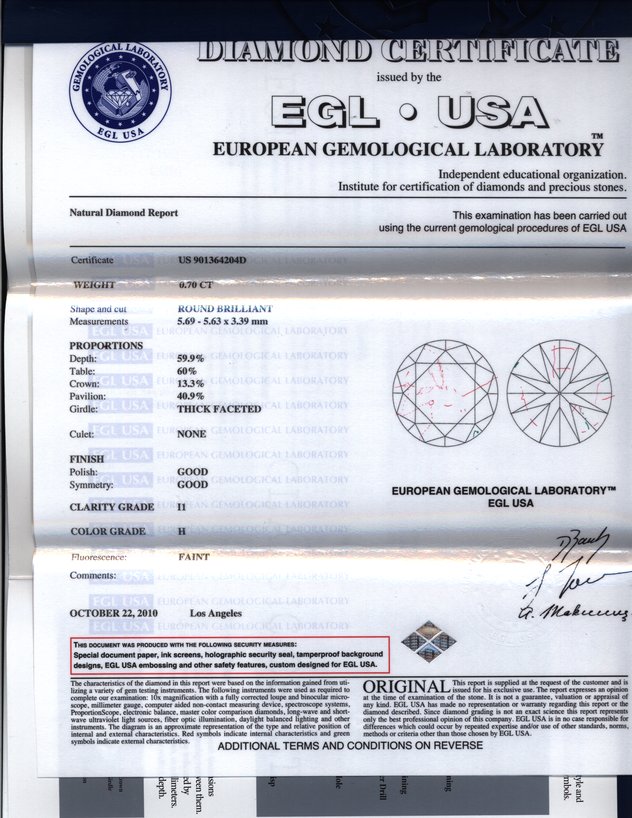 GEMOLOGICAL LABORATORY
EGL USA
DIAMOND CERTIFICATE
issued by the
EGL • USA
EUROPEAN GEMOLOGICAL LABORATORY™
Independent educational organization.
Institute for certification of diamonds and precious stones.
Natural Diamond Report
This examination has been carried out
using the current gemological procedures of EGL USA
Certificate US 901364204D
WEIGHT 0.70 CT
Shape and cut ROUND BRILLIANT
Measurements 5.69 - 5.63 x 3.39 mm
PROPORTIONS
Depth: 59.9%
Table: 60%
Crown: 13.3%
Pavilion: 40.9%
Girdle: THICK FACETED
Culet: NONE
FINISH
Polish: GOOD
Symmetry: GOOD
EUROPEAN GEMOLOGICAL LABORATORY™
EGL USA
CLARITY GRADE I1
COLOR GRADE H
Fluorescence: FAINT
Comments:
OCTOBER 22, 2010 Los Angeles
THIS DOCUMENT WAS PRODUCED WITH THE FOLLOWING SECURITY MEASURES:
Special document paper, ink screens, holographic security seal, tamperproof background
designs, EGL USA embossing and other safety features, custom designed for EGL USA.
The characteristics of the diamond in this report were based on the information gained from uti-
lizing a variety of gem testing instruments. The following instruments were used as required to
complete our examination: 10x magnification with a fully corrected loupe and binocular micro-
scope, millimeter gauge, computer aided non-contact measuring device, spectroscope systems,
ProportionScope, electronic balance, master color comparison diamonds, long-wave and short-
wave ultraviolet light sources, fiber optic illumination, daylight balanced lighting and other
instruments. The diagram is an approximate representation of the type and relative position of
internal and external characteristics. Red symbols indicate internal characteristics and green
symbols indicate external characteristics.
ORIGINAL This report is supplied at the request of the customer and is
issued for his exclusive use. The report expresses an opinion
at the time of examination of the stone. It is not a guarantee, valuation or appraisal of
any kind. EGL USA has made no representation or warranty regarding this report or the
diamond described. Since diamond grading is not an exact science this report represents
only the best professional opinion of this company. EGL USA is in no case responsible for
differences which could occur by repeated expertise and/or use of other standards, norms,
methods or criteria other than those chosen by EGL USA.
ADDITIONAL TERMS AND CONDITIONS ON REVERSE